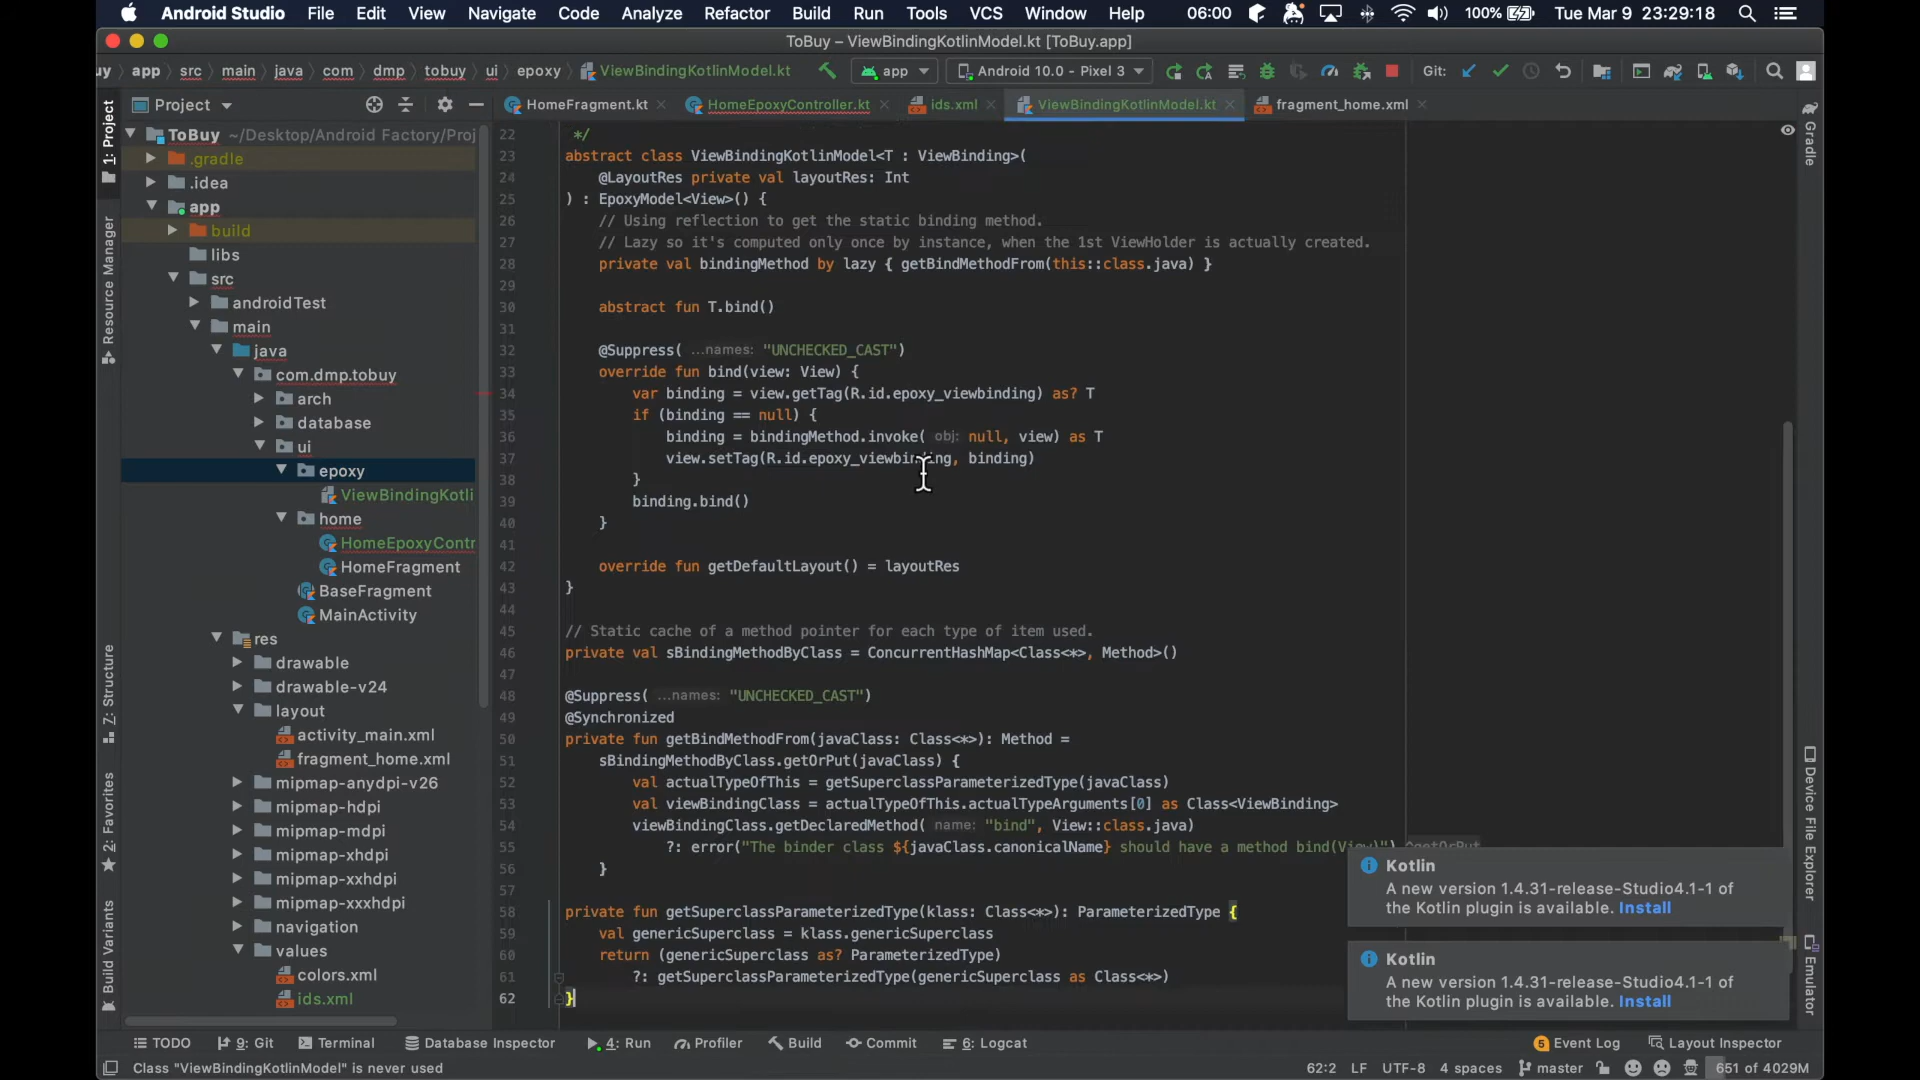 Android Studio File Edit View Navigate Code Analyze Refactor Build Run Tools VCS Window Help 06:00 100% Tue Mar 9 23:29:18
ToBuy – ViewBindingKotlinModel.kt [ToBuy.app]
uy app src main java com dmp tobuy ui epoxy ViewBindingKotlinModel.kt app Android 10.0 - Pixel 3 Git:
Project HomeFragment.kt HomeEpoxyController.kt ids.xml ViewBindingKotlinModel.kt fragment_home.xml
1: Project
Resource Manager
Z: Structure
2: Favorites
Build Variants
ToBuy ~/Desktop/Android Factory/Proj
.gradle
.idea
app
build
libs
src
androidTest
main
java
com.dmp.tobuy
arch
database
ui
epoxy
ViewBindingKotli
home
HomeEpoxyContr
HomeFragment
BaseFragment
MainActivity
res
drawable
drawable-v24
layout
activity_main.xml
fragment_home.xml
mipmap-anydpi-v26
mipmap-hdpi
mipmap-mdpi
mipmap-xhdpi
mipmap-xxhdpi
mipmap-xxxhdpi
navigation
values
colors.xml
ids.xml
22 */
23 abstract class ViewBindingKotlinModel<T : ViewBinding>(
24 @LayoutRes private val layoutRes: Int
25 ) : EpoxyModel<View>() {
26 // Using reflection to get the static binding method.
27 // Lazy so it's computed only once by instance, when the 1st ViewHolder is actually created.
28 private val bindingMethod by lazy { getBindMethodFrom(this::class.java) }
29
30 abstract fun T.bind()
31
32 @Suppress( ...names: "UNCHECKED_CAST")
33 override fun bind(view: View) {
34 var binding = view.getTag(R.id.epoxy_viewbinding) as? T
35 if (binding == null) {
36 binding = bindingMethod.invoke( obj: null, view) as T
37 view.setTag(R.id.epoxy_viewbinding, binding)
38 }
39 binding.bind()
40 }
41
42 override fun getDefaultLayout() = layoutRes
43 }
44
45 // Static cache of a method pointer for each type of item used.
46 private val sBindingMethodByClass = ConcurrentHashMap<Class<*>, Method>()
47
48 @Suppress( ...names: "UNCHECKED_CAST")
49 @Synchronized
50 private fun getBindMethodFrom(javaClass: Class<*>): Method =
51 sBindingMethodByClass.getOrPut(javaClass) {
52 val actualTypeOfThis = getSuperclassParameterizedType(javaClass)
53 val viewBindingClass = actualTypeOfThis.actualTypeArguments[0] as Class<ViewBinding>
54 viewBindingClass.getDeclaredMethod( name: "bind", View::class.java)
55 ?: error("The binder class ${javaClass.canonicalName} should have a method bind(View)")
56 }
57
58 private fun getSuperclassParameterizedType(klass: Class<*>): ParameterizedType {
59 val genericSuperclass = klass.genericSuperclass
60 return (genericSuperclass as? ParameterizedType)
61 ?: getSuperclassParameterizedType(genericSuperclass as Class<*>)
62 }
Kotlin
A new version 1.4.31-release-Studio4.1-1 of
the Kotlin plugin is available. Install
Kotlin
A new version 1.4.31-release-Studio4.1-1 of
the Kotlin plugin is available. Install
Gradle
Device File Explorer
Emulator
TODO 9: Git Terminal Database Inspector 4: Run Profiler Build Commit 6: Logcat 5 Event Log Layout Inspector
Class "ViewBindingKotlinModel" is never used 62:2 LF UTF-8 4 spaces master 651 of 4029M